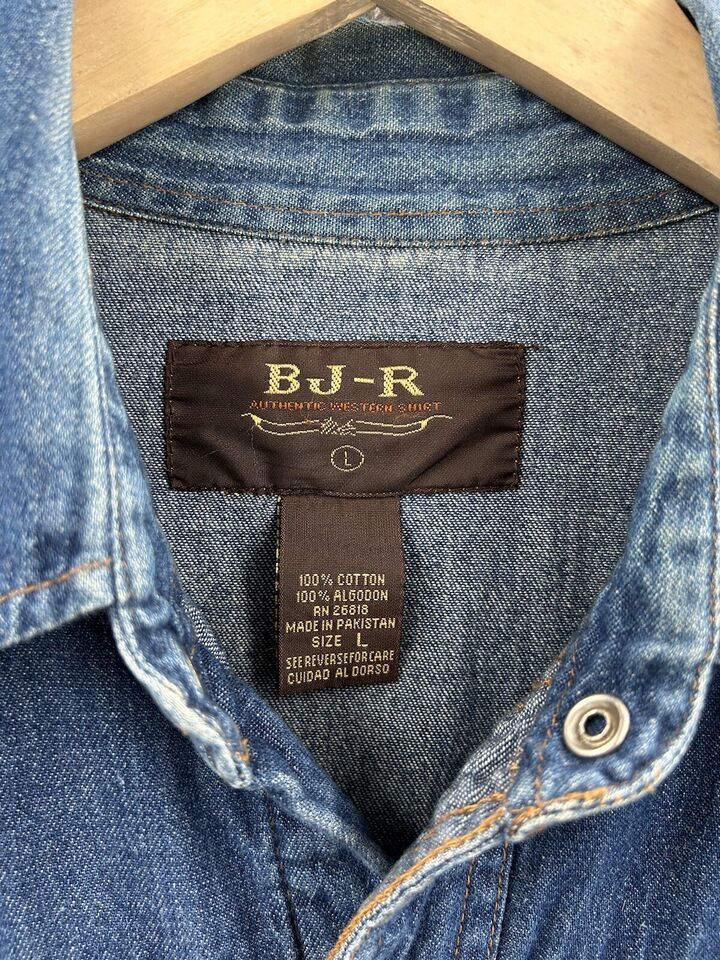 BJ-R
AUTHENTIC WESTERN SHIRT
L
100% COTTON
100% ALGODON
RN 26818
MADE IN PAKISTAN
SIZE L
SEE REVERSE FOR CARE
CUIDAD AL DORSO